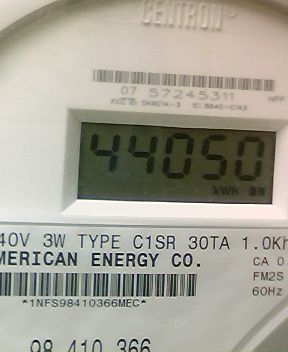 CENTRON®
07 57245311
44050
kWh
40V 3W TYPE C1SR 30TA 1.0Kh
MERICAN ENERGY CO.
CA 0
FM2S
60Hz
*1NFS98410366MEC*
98 410 366